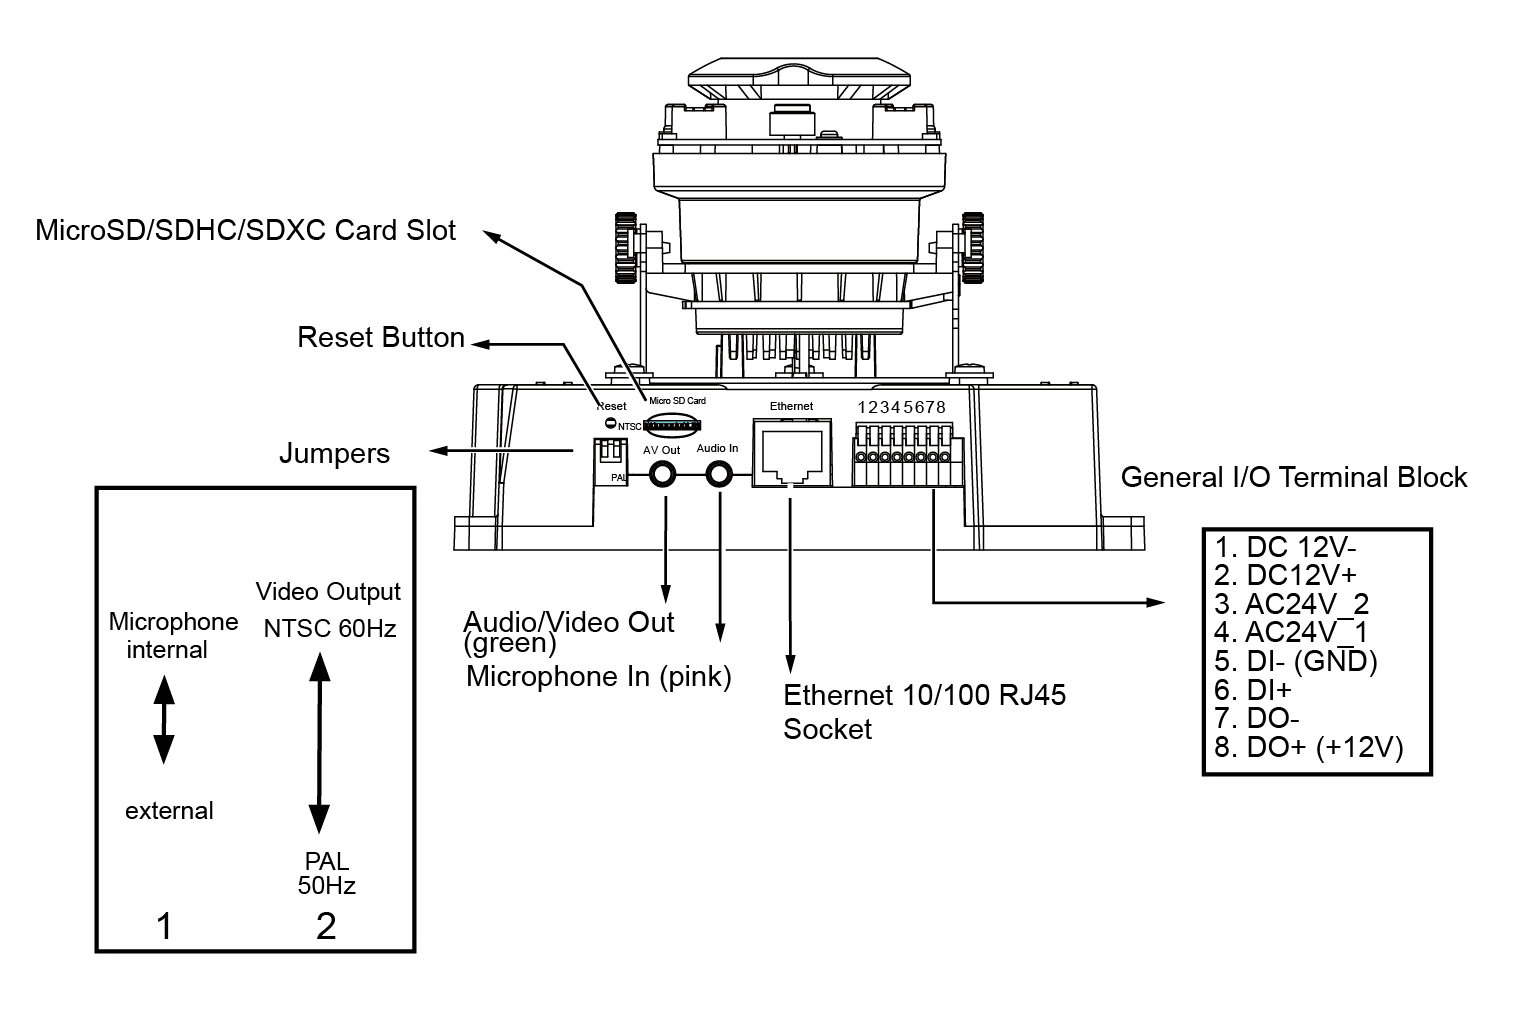 MicroSD/SDHC/SDXC Card Slot
Reset Button
Jumpers
Reset
Micro SD Card
NTSC
AV Out
Audio In
PAL
Ethernet
12345678
General I/O Terminal Block
1. DC 12V-
2. DC12V+
3. AC24V_2
4. AC24V_1
5. DI- (GND)
6. DI+
7. DO-
8. DO+ (+12V)
Audio/Video Out
(green)
Microphone In (pink)
Ethernet 10/100 RJ45
Socket
Microphone
internal
external
1
Video Output
NTSC 60Hz
PAL
50Hz
2